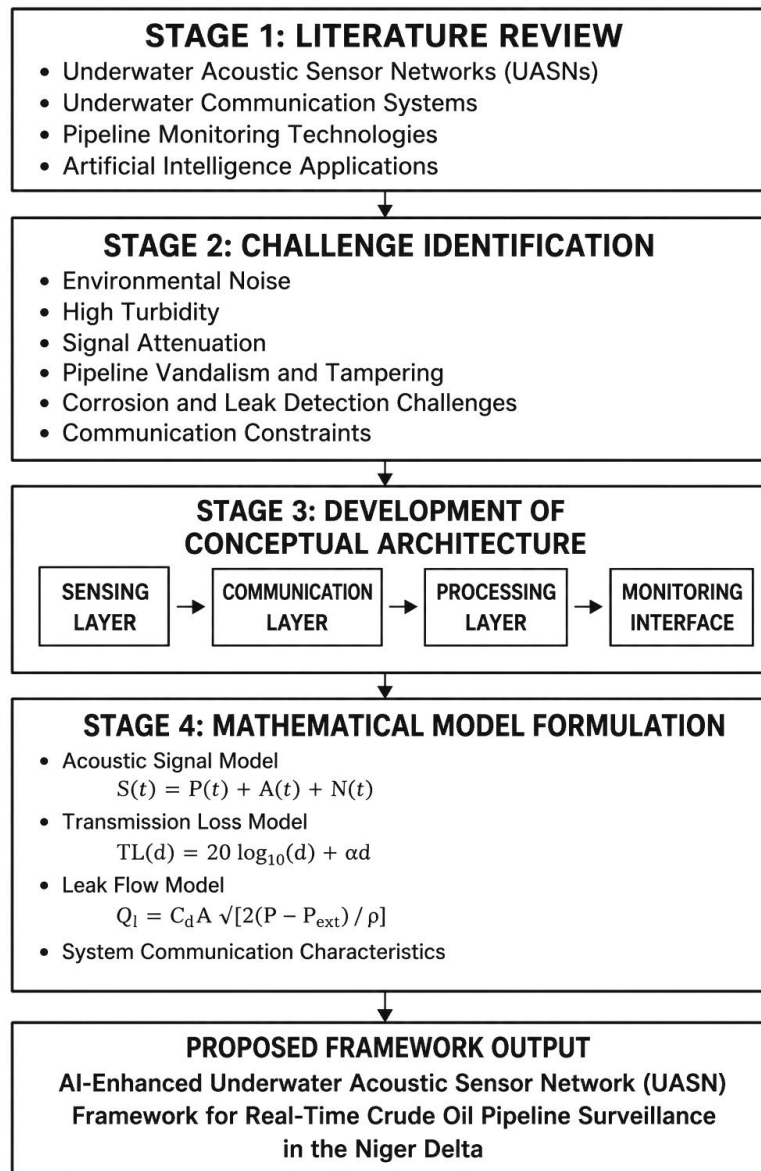 STAGE 1: LITERATURE REVIEW
• Underwater Acoustic Sensor Networks (UASNs)
• Underwater Communication Systems
• Pipeline Monitoring Technologies
• Artificial Intelligence Applications
STAGE 2: CHALLENGE IDENTIFICATION
• Environmental Noise
• High Turbidity
• Signal Attenuation
• Pipeline Vandalism and Tampering
• Corrosion and Leak Detection Challenges
• Communication Constraints
STAGE 3: DEVELOPMENT OF
CONCEPTUAL ARCHITECTURE
SENSING
LAYER
COMMUNICATION
LAYER
PROCESSING
LAYER
MONITORING
INTERFACE
STAGE 4: MATHEMATICAL MODEL FORMULATION
• Acoustic Signal Model
S(t) = P(t) + A(t) + N(t)
• Transmission Loss Model
TL(d) = 20 log₁₀(d) + αd
• Leak Flow Model
Qₗ = C_dA √[2(P − P_ext) / ρ]
• System Communication Characteristics
PROPOSED FRAMEWORK OUTPUT
AI-Enhanced Underwater Acoustic Sensor Network (UASN)
Framework for Real-Time Crude Oil Pipeline Surveillance
in the Niger Delta